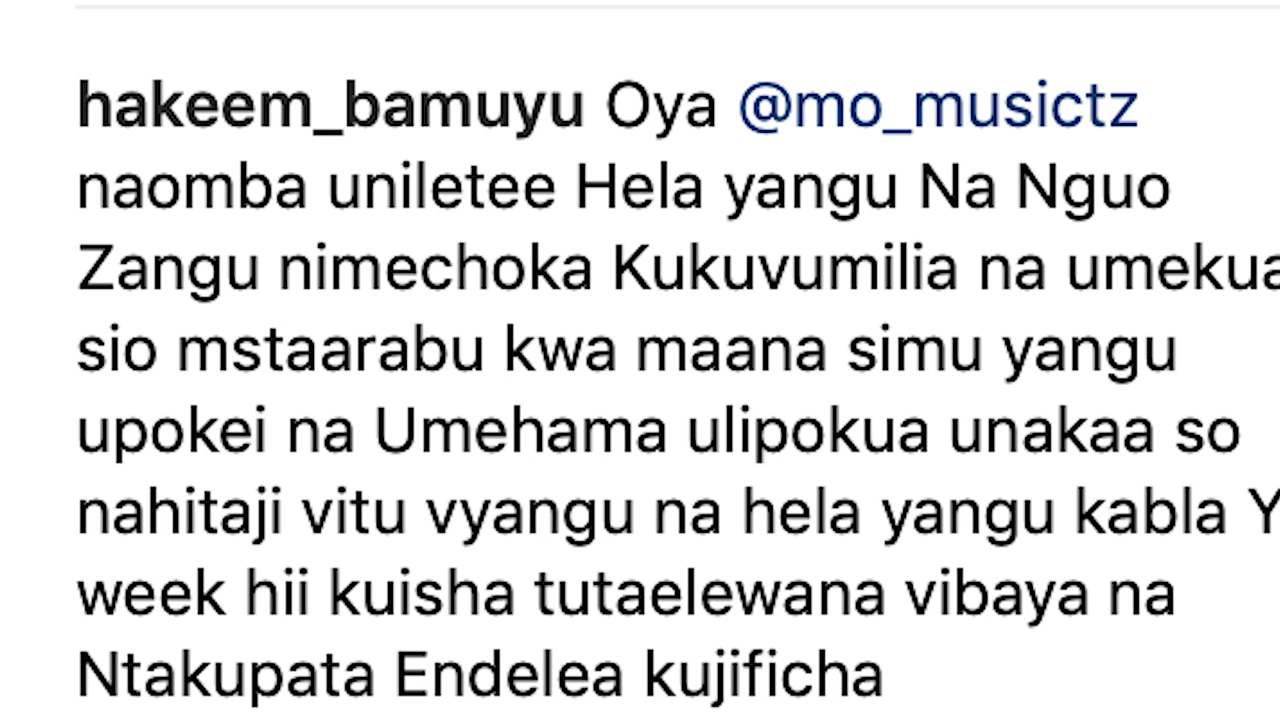 hakeem_bamuyu Oya @mo_musictz
naomba uniletee Hela yangu Na Nguo
Zangu nimechoka Kukuvumilia na umekua
sio mstaarabu kwa maana simu yangu
upokei na Umehama ulipokua unakaa so
nahitaji vitu vyangu na hela yangu kabla Y
week hii kuisha tutaelewana vibaya na
Ntakupata Endelea kujificha